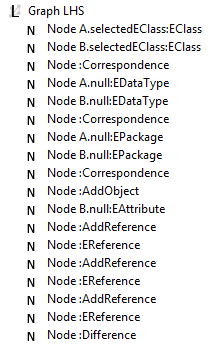 Graph LHS
N Node A.selectedEClass:EClass
N Node B.selectedEClass:EClass
N Node :Correspondence
N Node A.null:EDataType
N Node B.null:EDataType
N Node :Correspondence
N Node A.null:EPackage
N Node B.null:EPackage
N Node :Correspondence
N Node :AddObject
N Node B.null:EAttribute
N Node :AddReference
N Node :EReference
N Node :AddReference
N Node :EReference
N Node :AddReference
N Node :EReference
N Node :Difference